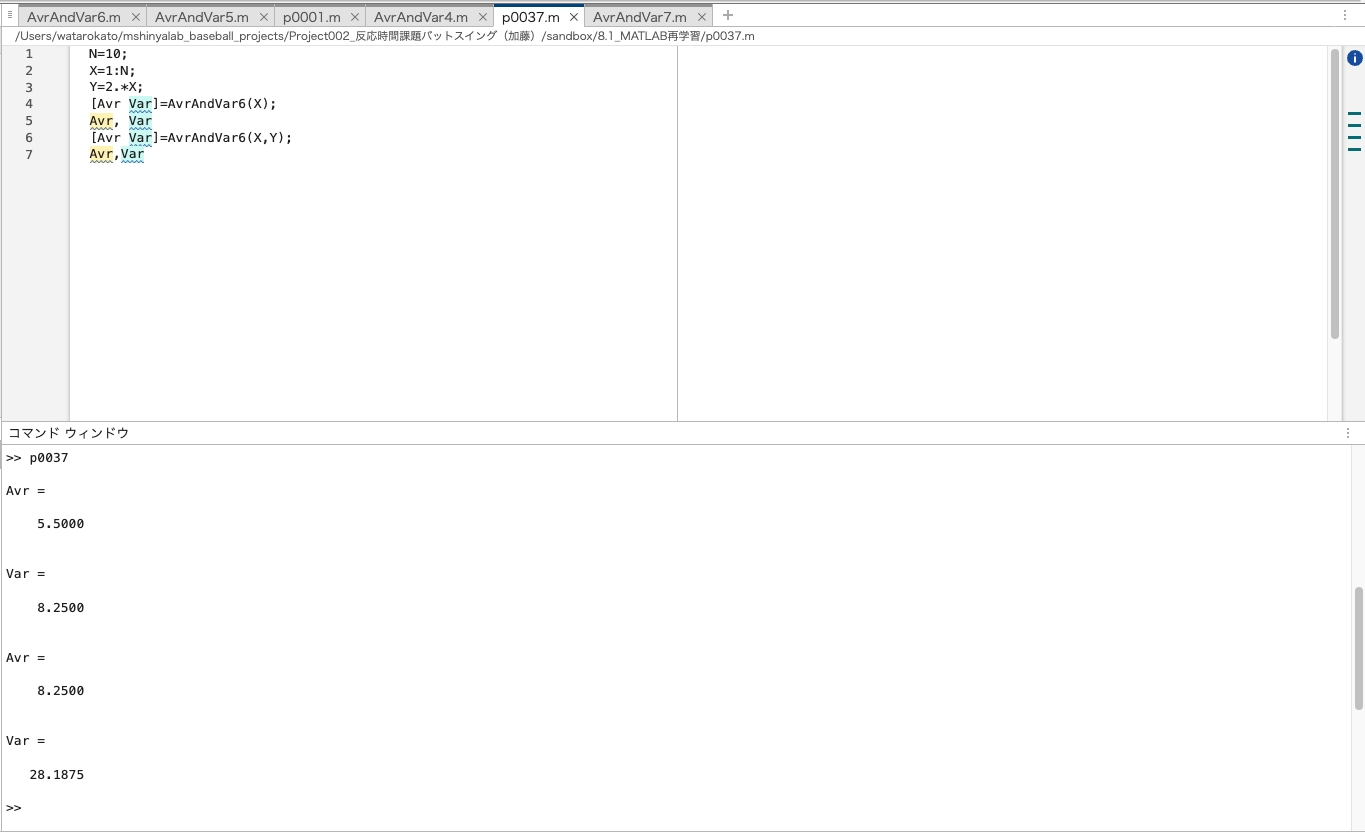 AvrAndVar6.m × AvrAndVar5.m × p0001.m × AvrAndVar4.m × p0037.m × AvrAndVar7.m × +
/Users/watarokato/mshinyalab_baseball_projects/Project002_反応時間課題バットスイング（加藤）/sandbox/8.1_MATLAB再学習/p0037.m
1 N=10;
2 X=1:N;
3 Y=2.*X;
4 [Avr Var]=AvrAndVar6(X);
5 Avr, Var
6 [Avr Var]=AvrAndVar6(X,Y);
7 Avr,Var
コマンド ウィンドウ
>> p0037
Avr =
5.5000
Var =
8.2500
Avr =
8.2500
Var =
28.1875
>>